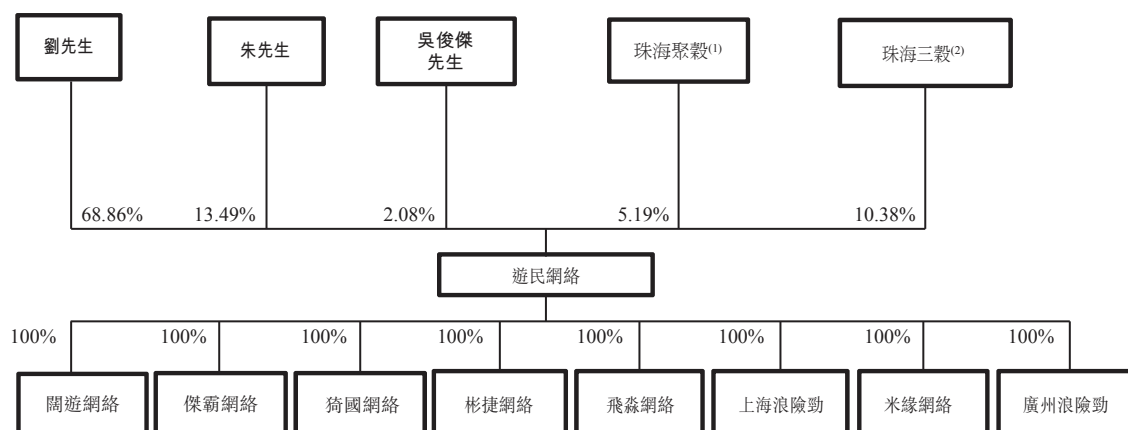 劉先生
朱先生
吳俊傑
先生
珠海聚穀(1)
珠海三穀(2)
68.86%
13.49%
2.08%
5.19%
10.38%
遊民網絡
100%
100%
100%
100%
100%
100%
100%
100%
闊遊網絡
傑霸網絡
猗國網絡
彬捷網絡
飛淼網絡
上海浪險勁
米緣網絡
廣州浪險勁